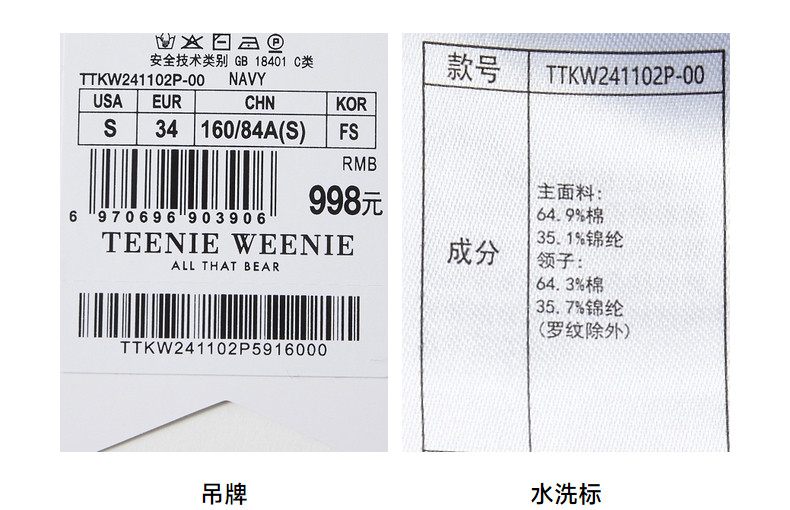 安全技术类别 GB 18401 C类
TTKW241102P-00 NAVY
USA EUR CHN KOR
S 34 160/84A(S) FS
RMB
998元
6 970696 903906
TEENIE WEENIE
ALL THAT BEAR
TTKW241102P5916000
吊牌
款号 TTKW241102P-00
成分
主面料:
64.9%棉
35.1%锦纶
领子:
64.3%棉
35.7%锦纶
(罗纹除外)
水洗标